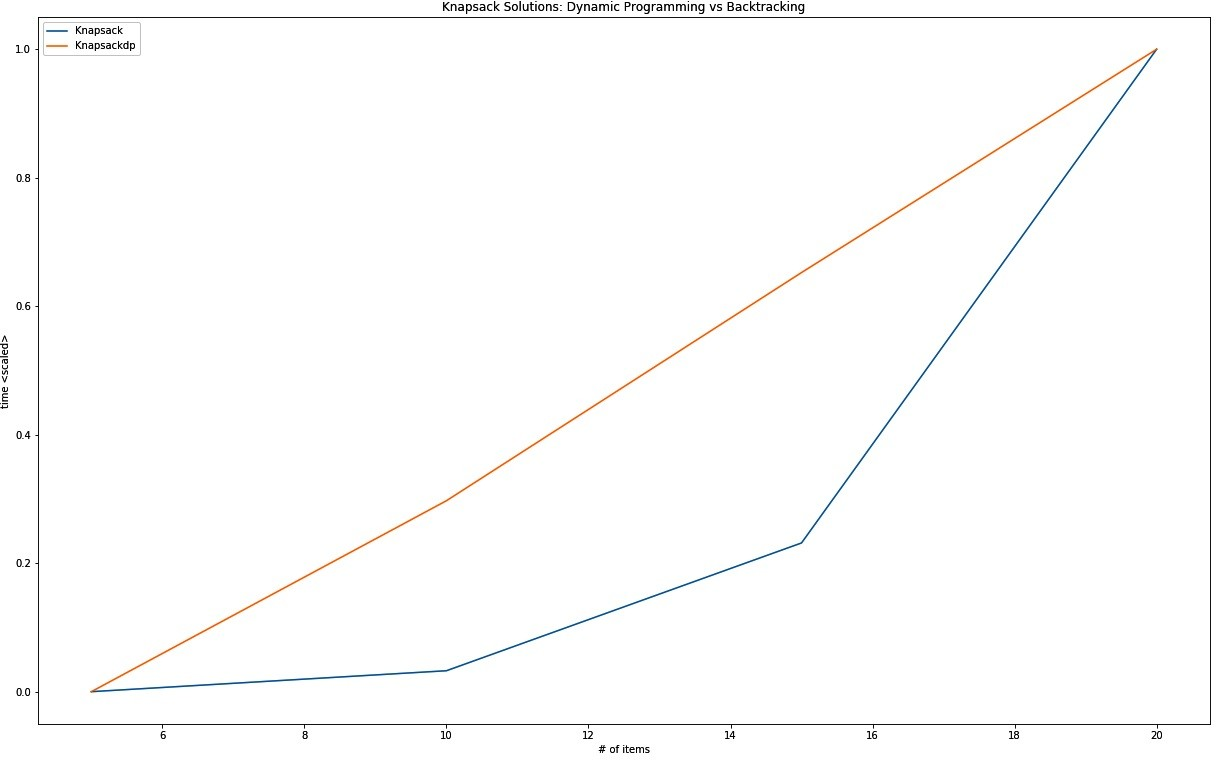 Knapsack Solutions: Dynamic Programming vs Backtracking
Knapsack
Knapsackdp
1.0
0.8
0.6
0.4
0.2
0.0
time <scaled>
6 8 10 12 14 16 18 20
# of items